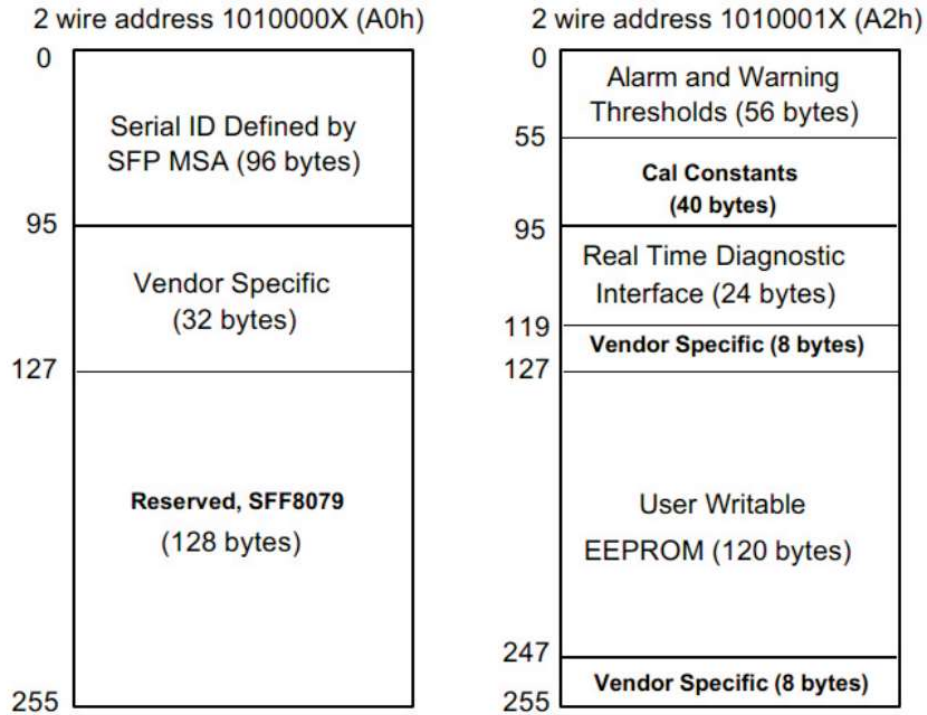 2 wire address 1010000X (A0h)
0
Serial ID Defined by
SFP MSA (96 bytes)
95
Vendor Specific
(32 bytes)
127
Reserved, SFF8079
(128 bytes)
255
2 wire address 1010001X (A2h)
0
Alarm and Warning
Thresholds (56 bytes)
55
Cal Constants
(40 bytes)
95
Real Time Diagnostic
Interface (24 bytes)
119
Vendor Specific (8 bytes)
127
User Writable
EEPROM (120 bytes)
247
Vendor Specific (8 bytes)
255